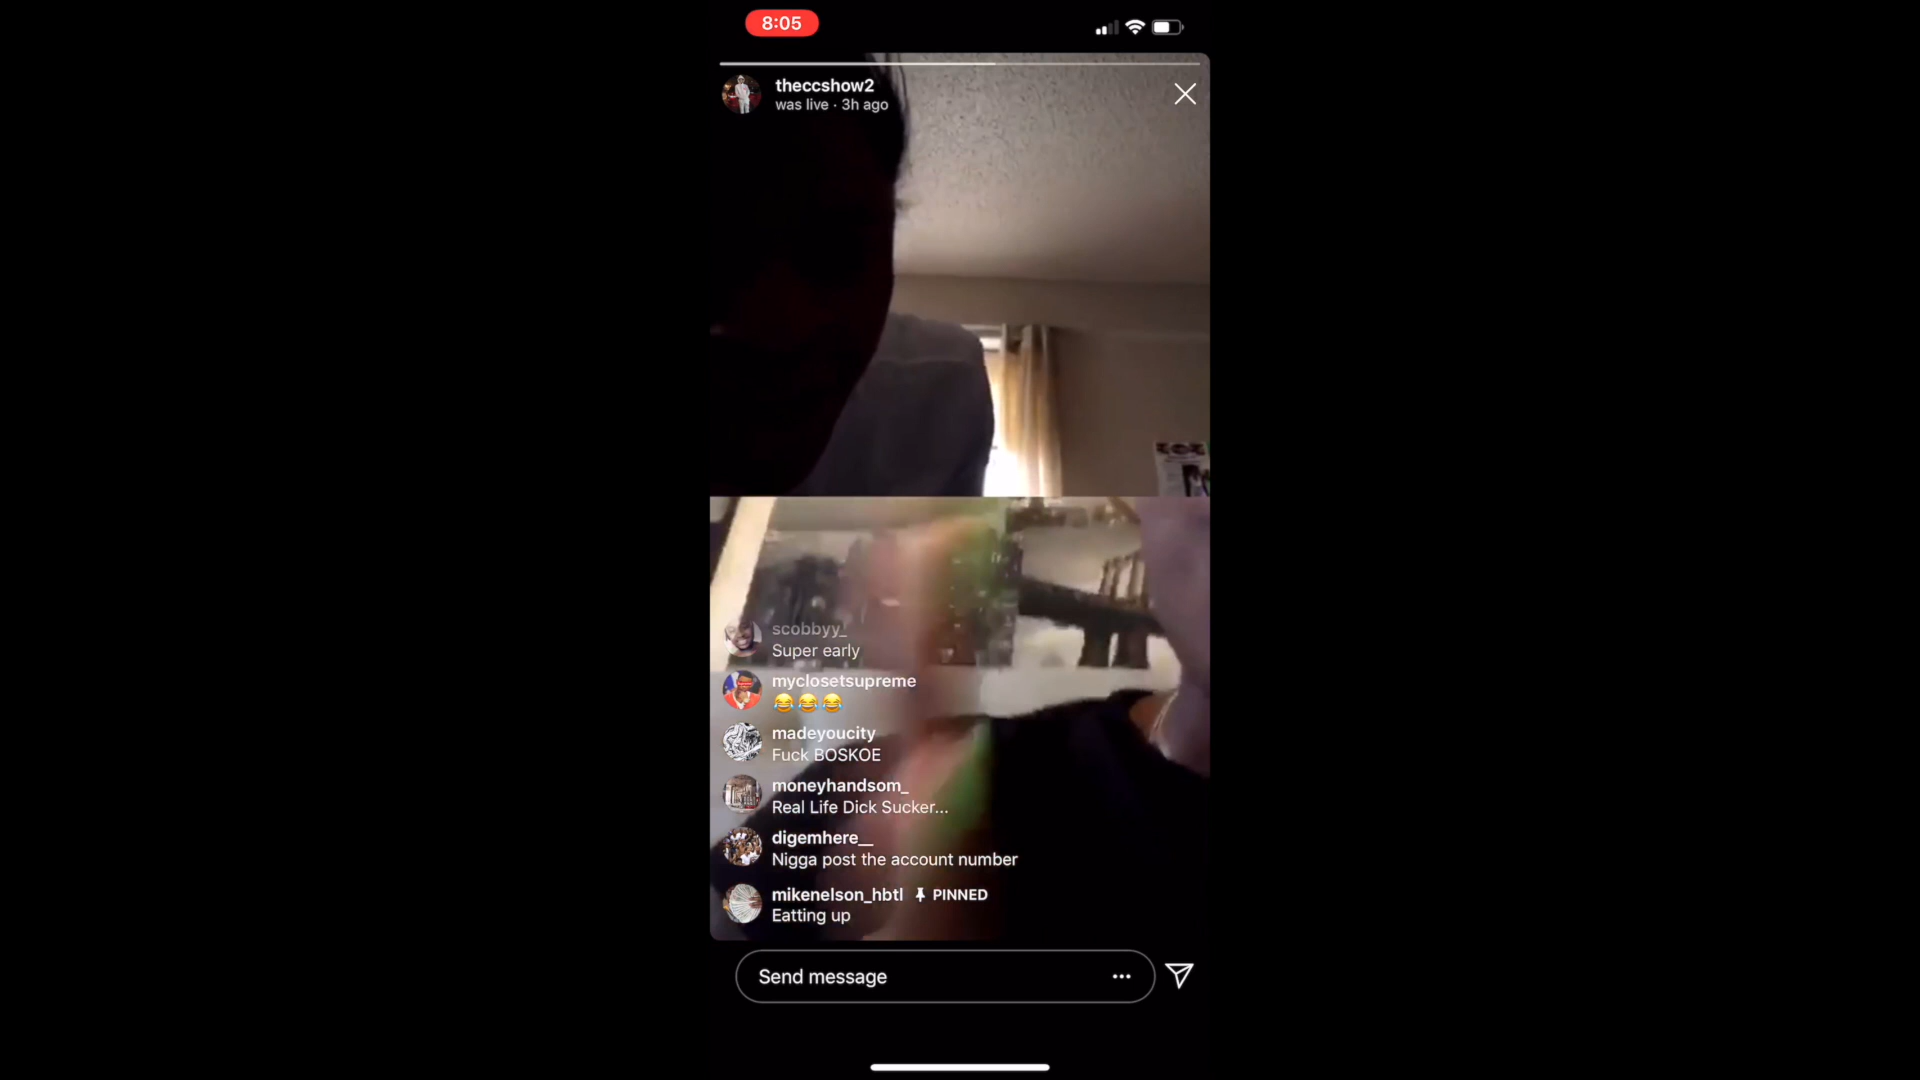 8:05
theccshow2
was live · 3h ago
scobbyy_
Super early
myclosetsupreme
😂😂😂
madeyoucity
Fuck BOSKOE
moneyhandsom_
Real Life Dick Sucker...
digemhere__
Nigga post the account number
mikenelson_hbtl PINNED
Eatting up
Send message